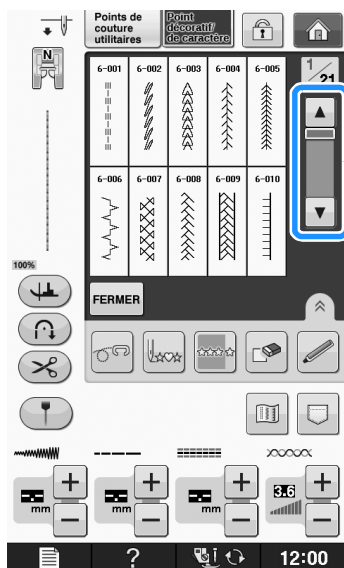 Points de
couture
utilitaires
Point
décoratif/
de caractère
N
6-001 6-002 6-003 6-004 6-005
1/21
6-006 6-007 6-008 6-009 6-010
100%
FERMER
+ + + +
mm mm mm 3.6
- - - -
? 12:00